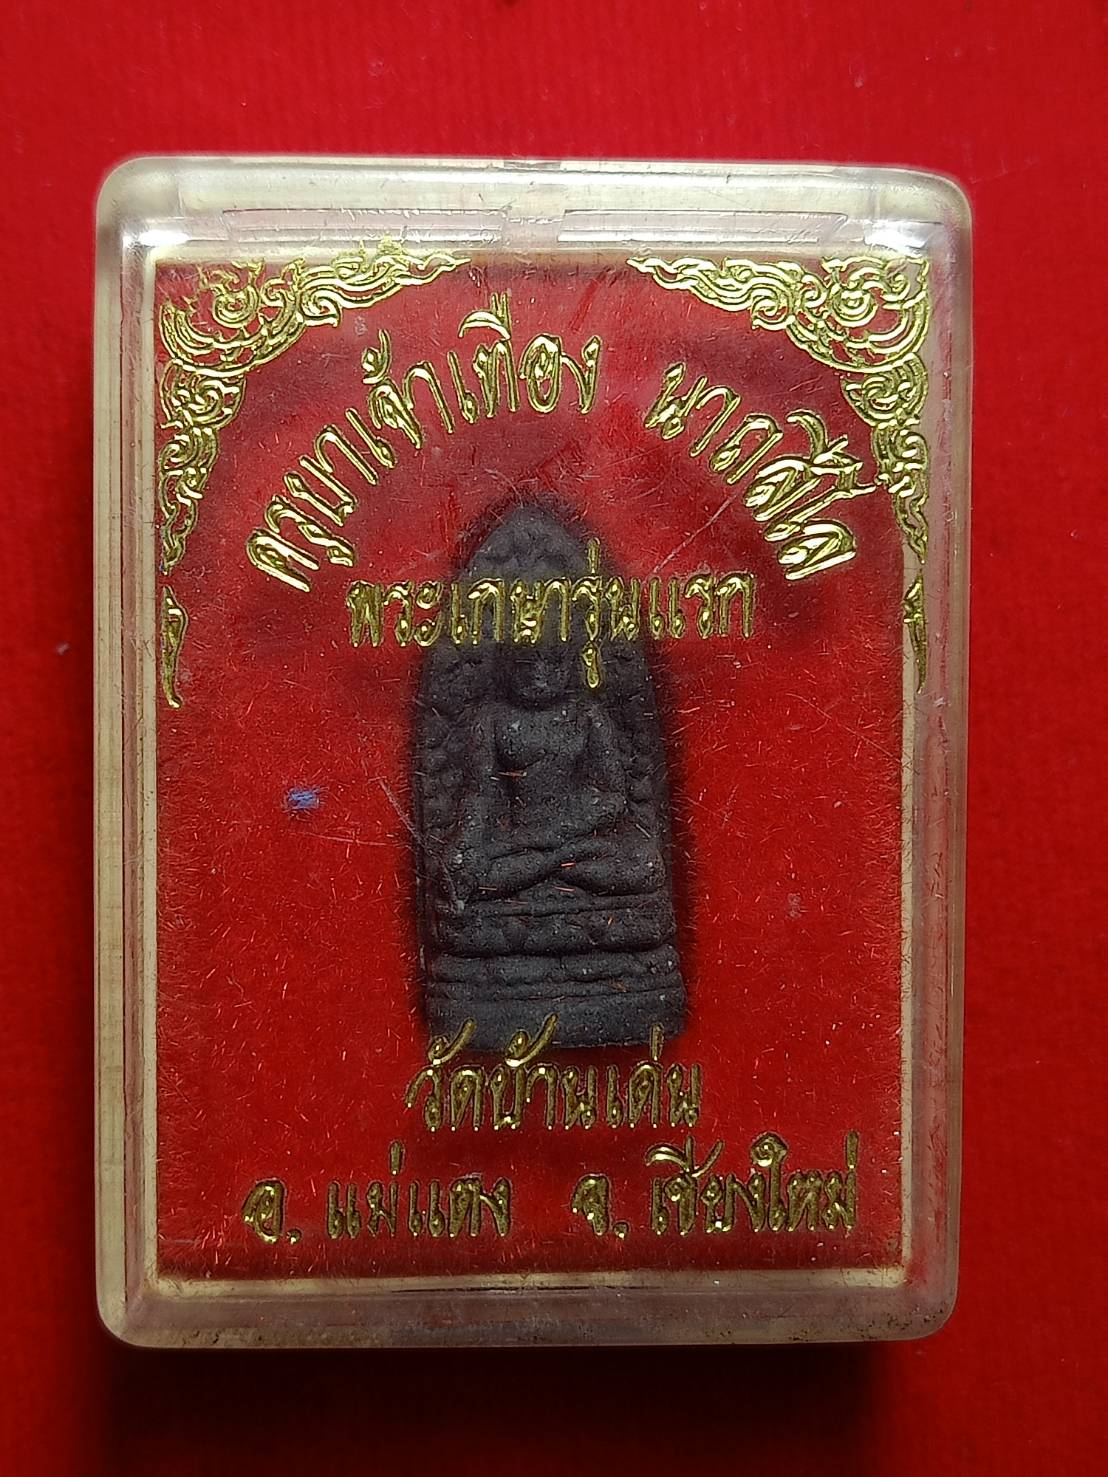 ครูบาเจ้าเทือง นาถสีโล
พระเกษารุ่นแรก
วัดบ้านเด่น
อ. แม่แตง จ. เชียงใหม่